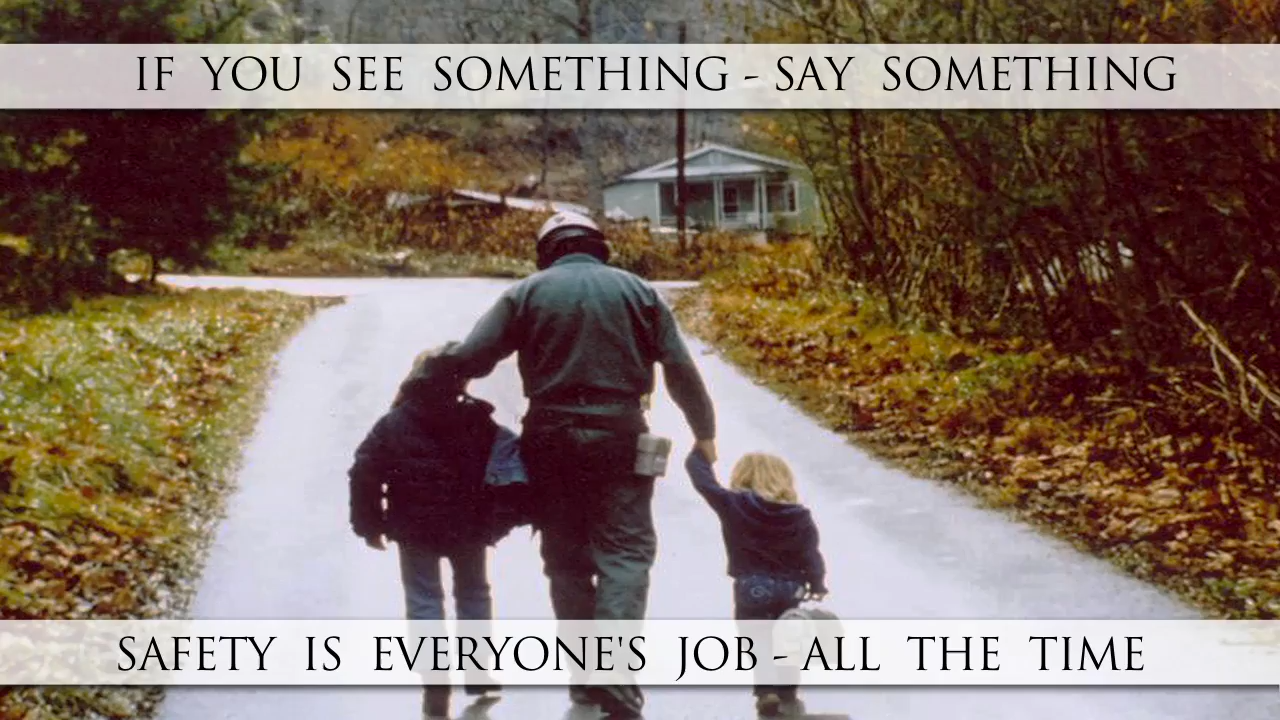 IF YOU SEE SOMETHING - SAY SOMETHING
SAFETY IS EVERYONE'S JOB - ALL THE TIME